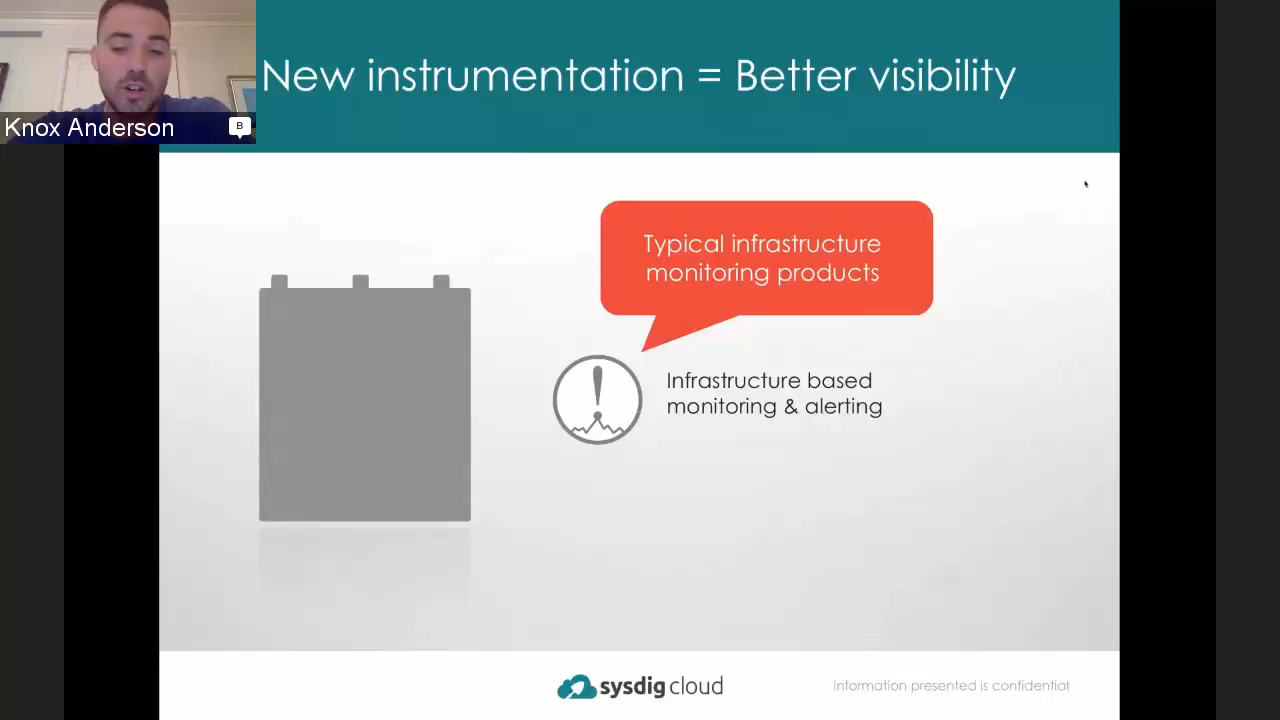 New instrumentation = Better visibility
Knox Anderson
B
Typical infrastructure
monitoring products
Infrastructure based
monitoring & alerting
sysdig cloud
Information presented is confidential